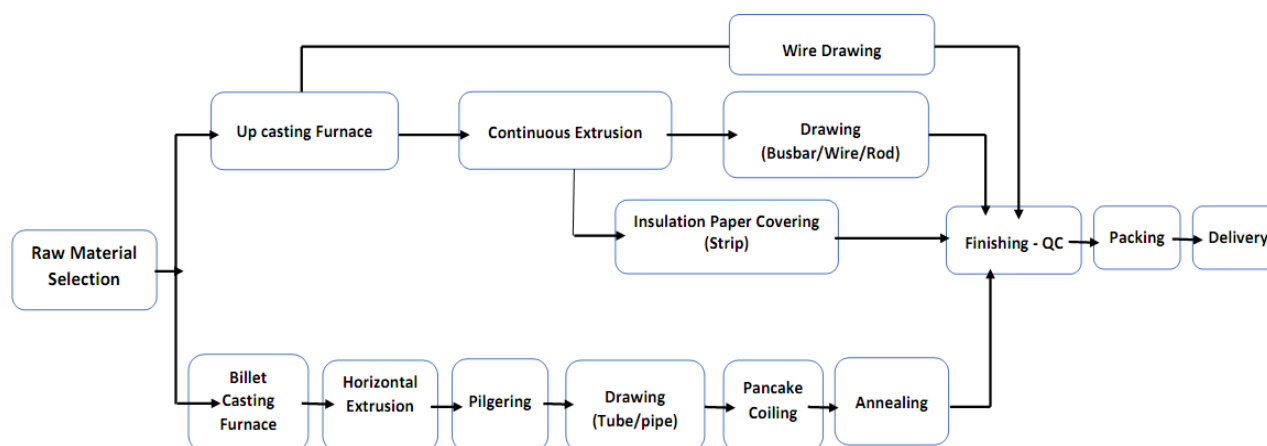 Wire Drawing
Up casting Furnace
Continuous Extrusion
Drawing
(Busbar/Wire/Rod)
Insulation Paper Covering
(Strip)
Raw Material
Selection
Finishing - QC
Packing
Delivery
Billet
Casting
Furnace
Horizontal
Extrusion
Pilgering
Drawing
(Tube/pipe)
Pancake
Coiling
Annealing